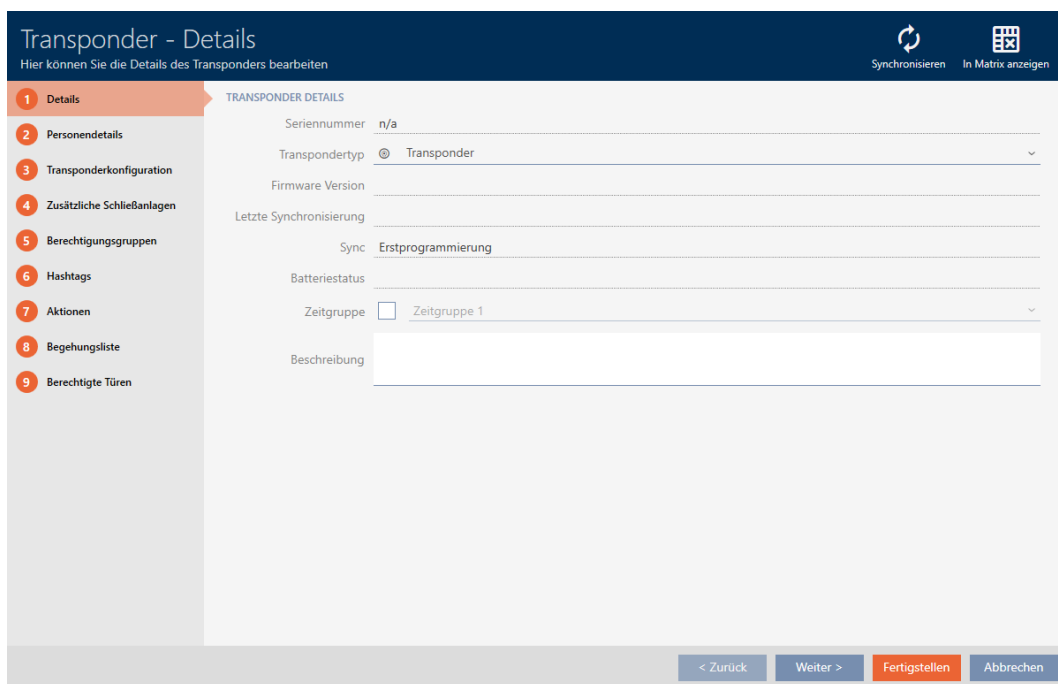 Transponder - Details
Hier können Sie die Details des Transponders bearbeiten
Synchronisieren
In Matrix anzeigen
1 Details
2 Personendetails
3 Transponderkonfiguration
4 Zusätzliche Schließanlagen
5 Berechtigungsgruppen
6 Hashtags
7 Aktionen
8 Begehungsliste
9 Berechtigte Türen
TRANSPONDER DETAILS
Seriennummer n/a
Transpondertyp Transponder
Firmware Version
Letzte Synchronisierung
Sync Erstprogrammierung
Batteriestatus
Zeitgruppe Zeitgruppe 1
Beschreibung
< Zurück
Weiter >
Fertigstellen
Abbrechen